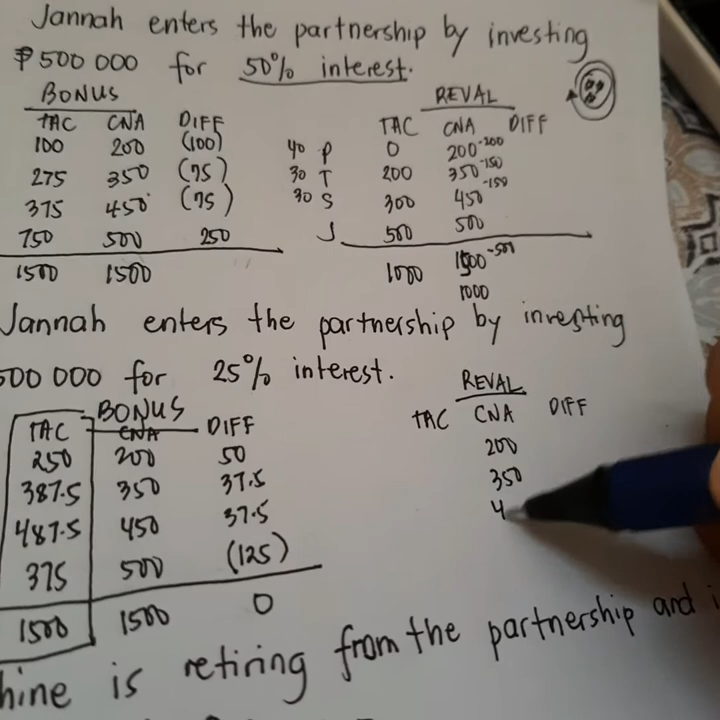 Jannah enters the partnership by investing
₱500 000 for 50% interest.
BONUS
TAC CNA DIFF
100 200 (100)
275 350 (75)
375 450 (75)
750 500 250
1500 1500
REVAL
TAC CNA DIFF
40 P 0 200 -200
30 T 200 350 -150
30 S 300 450 -150
J 500 500
1000 1500 -500
1000
Jannah enters the partnership by investing
500 000 for 25% interest.
BONUS
TAC CNA DIFF
250 200 50
387.5 350 37.5
487.5 450 37.5
375 500 (125)
1500 1500 0
REVAL
TAC CNA DIFF
200
350
4
hine is retiring from the partnership and i